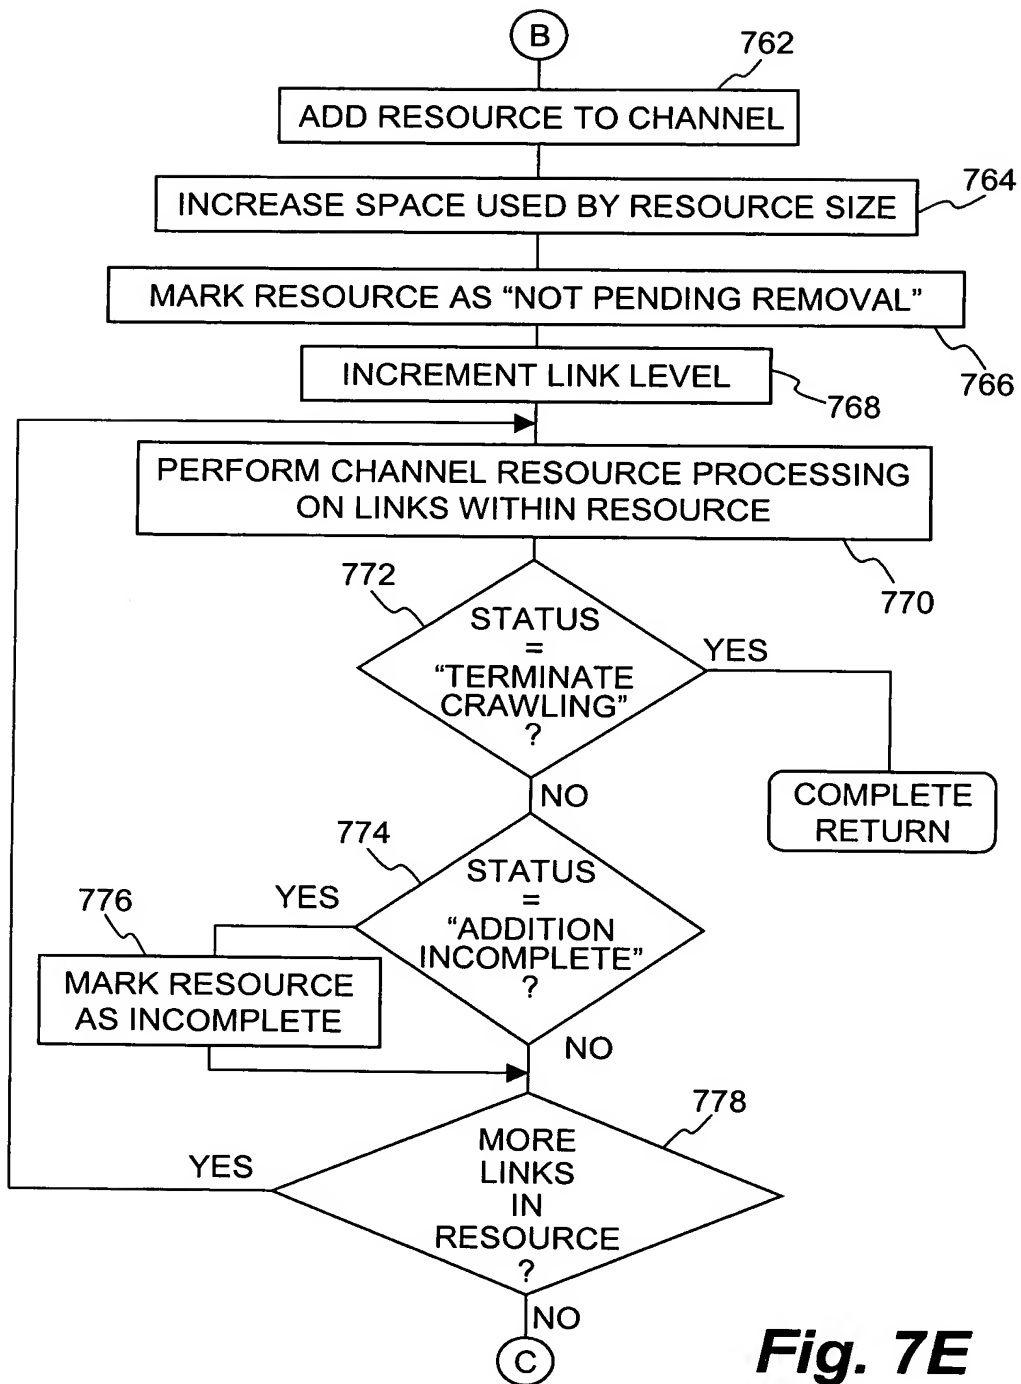 B
762
ADD RESOURCE TO CHANNEL
764
INCREASE SPACE USED BY RESOURCE SIZE
MARK RESOURCE AS “NOT PENDING REMOVAL”
766
INCREMENT LINK LEVEL
768
PERFORM CHANNEL RESOURCE PROCESSING
ON LINKS WITHIN RESOURCE
770
772
STATUS
=
“TERMINATE
CRAWLING”
?
YES
NO
COMPLETE
RETURN
774
STATUS
=
“ADDITION
INCOMPLETE”
?
YES
776
MARK RESOURCE
AS INCOMPLETE
NO
778
MORE
LINKS
IN
RESOURCE
?
YES
NO
C
Fig. 7E